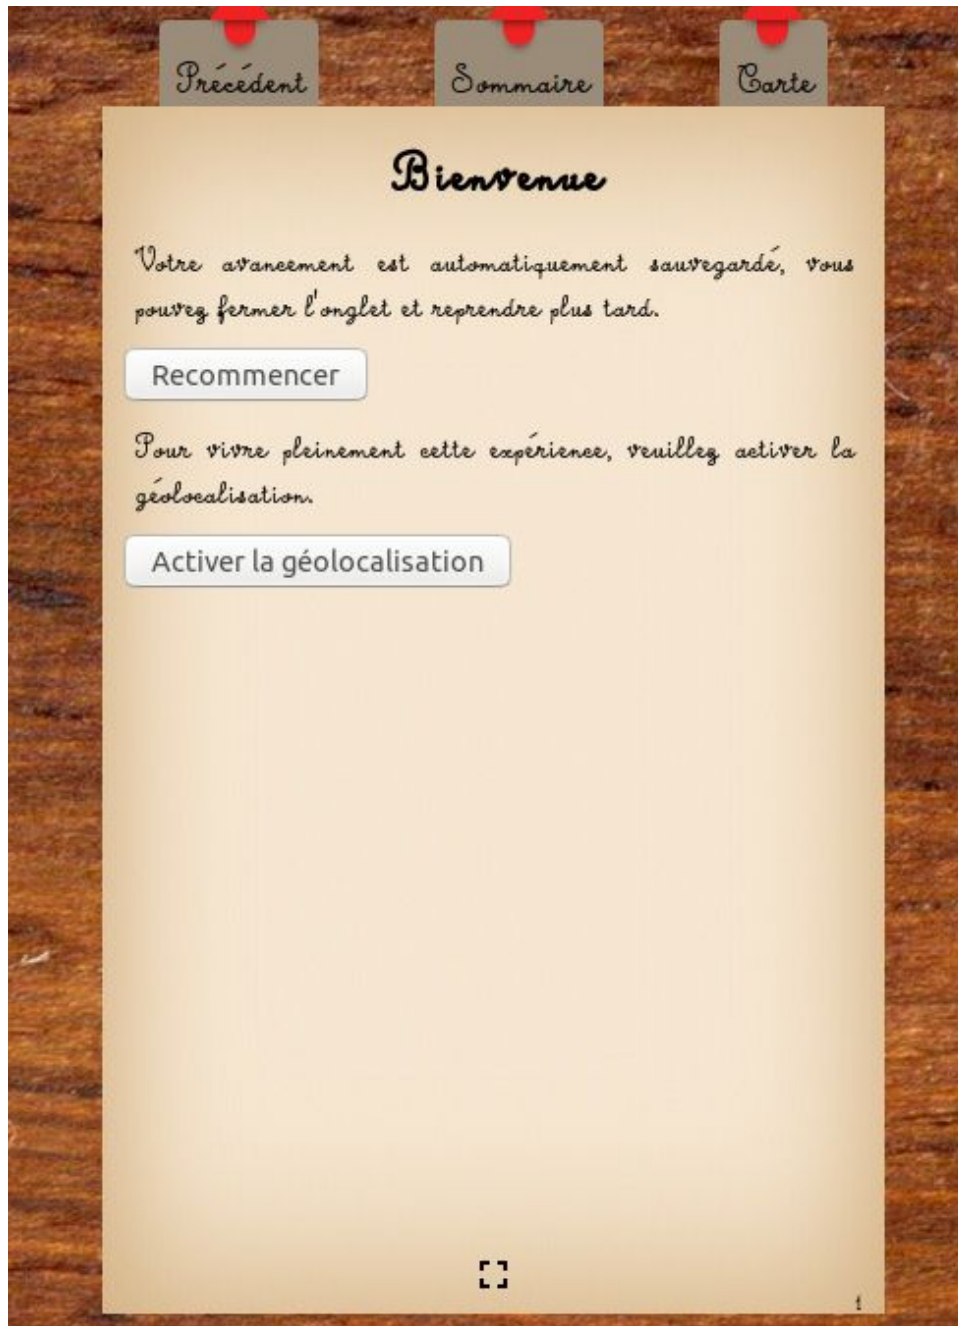 Précédent
Sommaire
Carte
Bienvenue
Votre avancement est automatiquement sauvegardé, vous
pouvez fermer l'onglet et reprendre plus tard.
Recommencer
Pour vivre pleinement cette expérience, veuillez activer la
géolocalisation.
Activer la géolocalisation
1